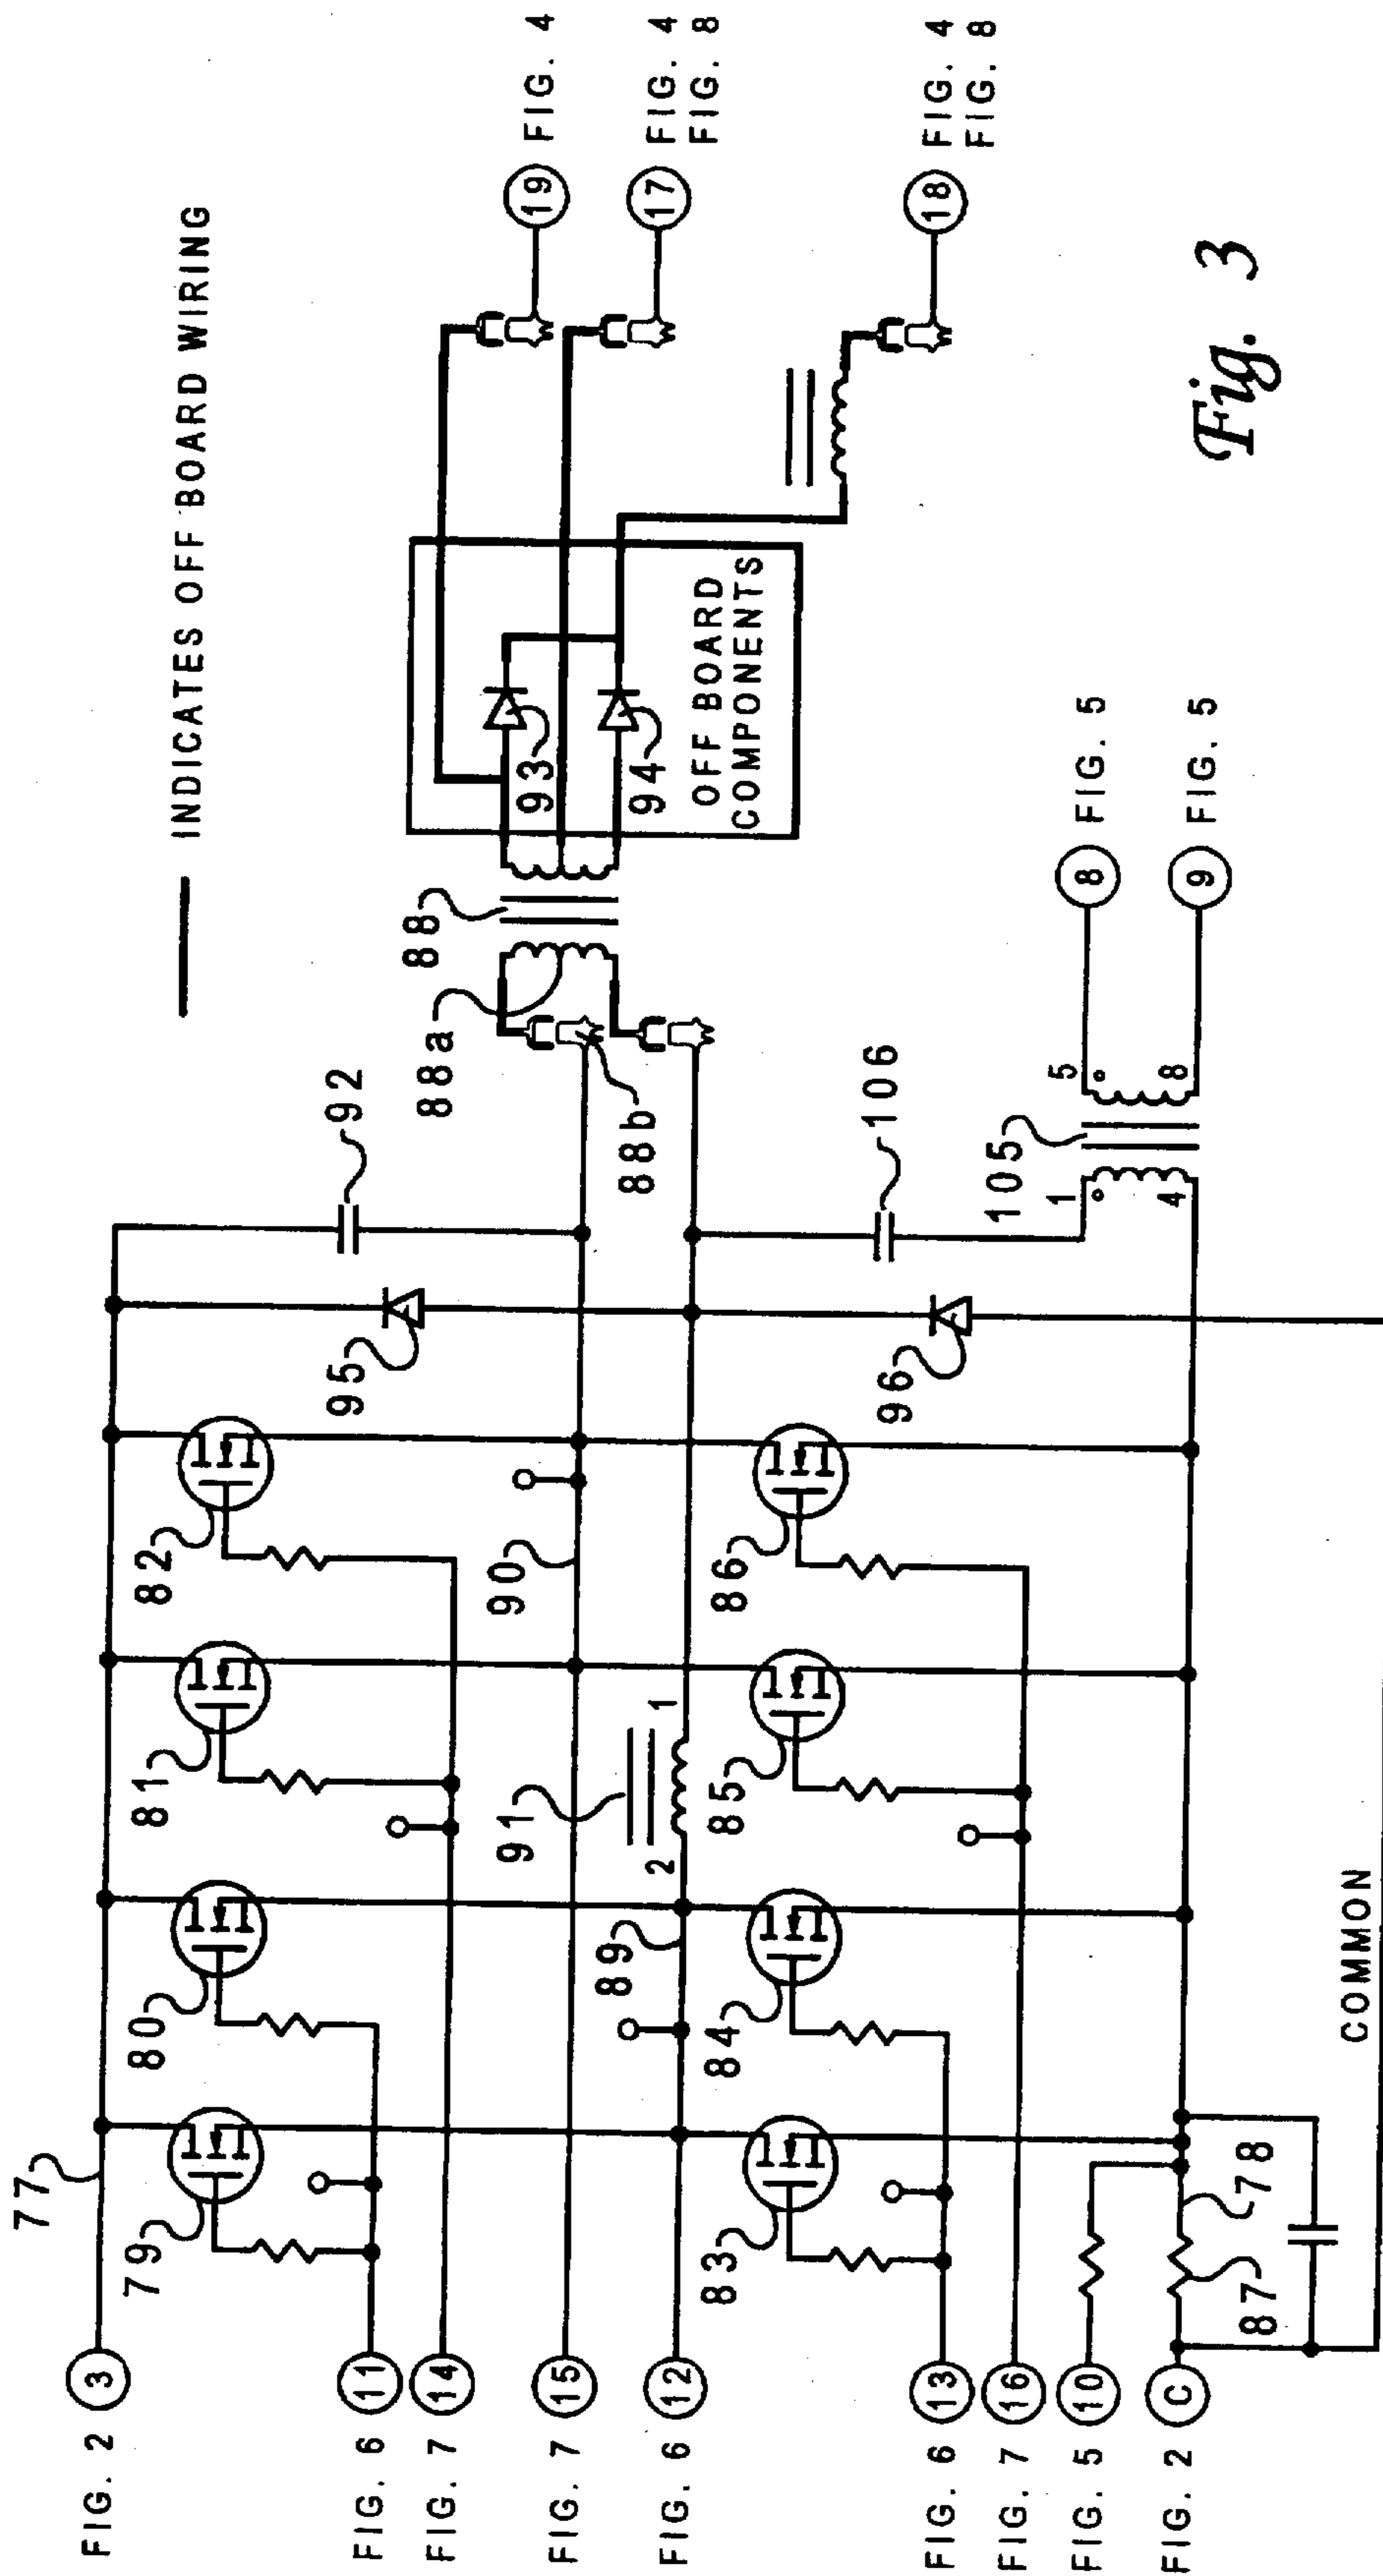 INDICATES OFF BOARD WIRING
FIG. 2 3
77
79
80
81
82
95
92
FIG. 6 11
FIG. 7 14
FIG. 7 15
FIG. 6 12
89
2 91 1
90
88a
88
88b
93
94
OFF BOARD
COMPONENTS
19 FIG. 4
17 FIG. 4
FIG. 8
18 FIG. 4
FIG. 8
83
84
85
86
96
106
FIG. 6 13
FIG. 7 16
FIG. 5 10
FIG. 2 C
87
78
COMMON
105
1
4
5
8
8 FIG. 5
9 FIG. 5
Fig. 3